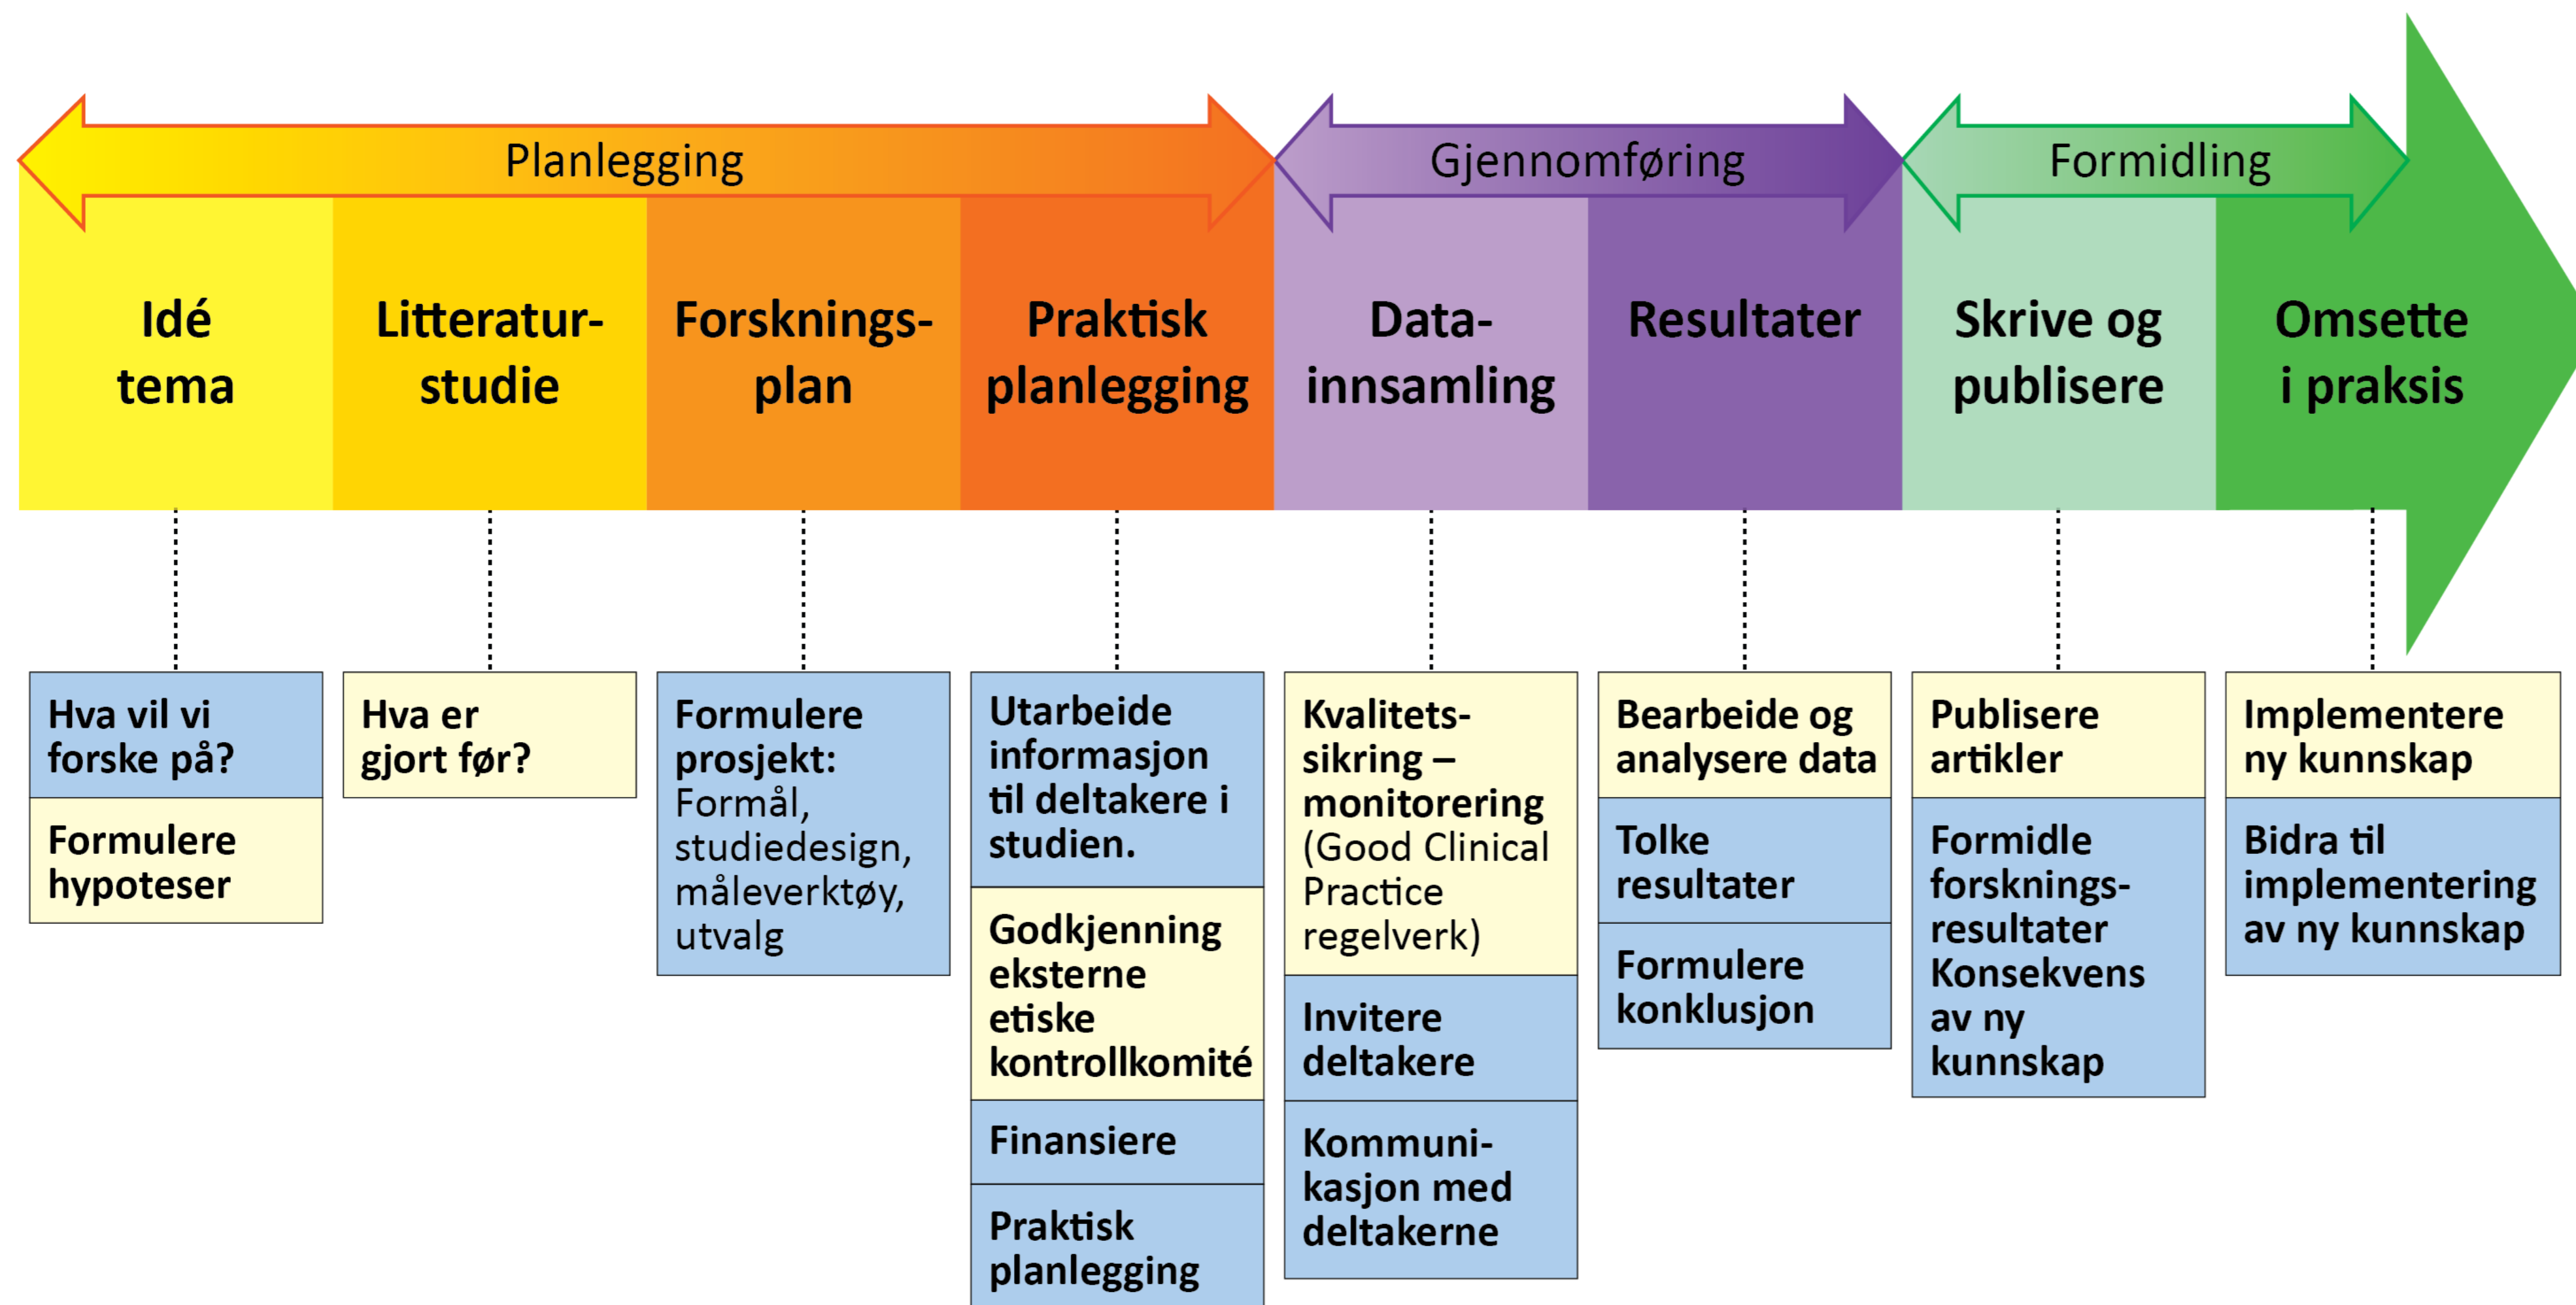 Planlegging
Gjennomføring
Formidling
Idé
tema
Litteratur-
studie
Forsknings-
plan
Praktisk
planlegging
Data-
innsamling
Resultater
Skrive og
publisere
Omsette
i praksis
Hva vil vi
forske på?
Formulere
hypoteser
Hva er
gjort før?
Formulere
prosjekt:
Formål,
studiedesign,
måleverktøy,
utvalg
Utarbeide
informasjon
til deltakere i
studien.
Godkjenning
eksterne
etiske
kontrollkomité
Finansiere
Praktisk
planlegging
Kvalitets-
sikring –
monitorering
(Good Clinical
Practice
regelverk)
Invitere
deltakere
Kommuni-
kasjon med
deltakerne
Bearbeide og
analysere data
Tolke
resultater
Formulere
konklusjon
Publisere
artikler
Formidle
forsknings-
resultater
Konsekvens
av ny
kunnskap
Implementere
ny kunnskap
Bidra til
implementering
av ny kunnskap